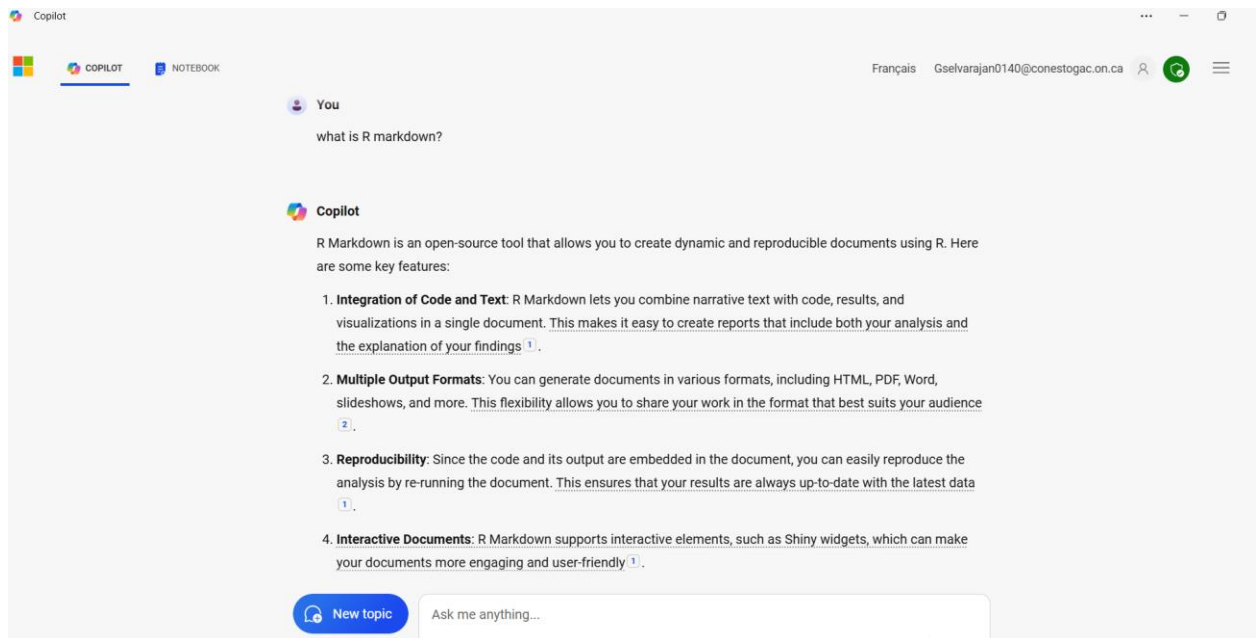 Copilot
COPILOT
NOTEBOOK
Français
Gselvarajan0140@conestogac.on.ca
You
what is R markdown?
Copilot
R Markdown is an open-source tool that allows you to create dynamic and reproducible documents using R. Here
are some key features:
1. Integration of Code and Text: R Markdown lets you combine narrative text with code, results, and
visualizations in a single document. This makes it easy to create reports that include both your analysis and
the explanation of your findings 1 .
2. Multiple Output Formats: You can generate documents in various formats, including HTML, PDF, Word,
slideshows, and more. This flexibility allows you to share your work in the format that best suits your audience
2 .
3. Reproducibility: Since the code and its output are embedded in the document, you can easily reproduce the
analysis by re-running the document. This ensures that your results are always up-to-date with the latest data
1 .
4. Interactive Documents: R Markdown supports interactive elements, such as Shiny widgets, which can make
your documents more engaging and user-friendly 1 .
New topic
Ask me anything...